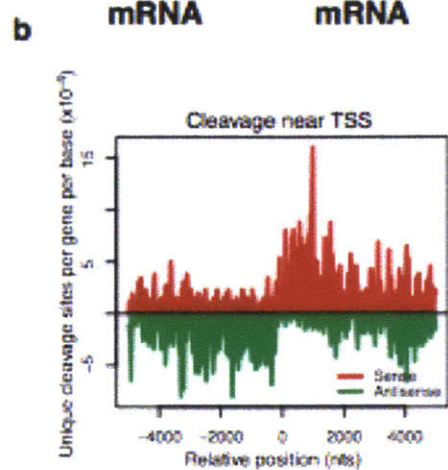 b
mRNA mRNA
Cleavage near TSS
Unique cleavage sites per gene per base (x10⁻⁶)
15
5
-5
Sense
Antisense
-4000 -2000 0 2000 4000
Relative position (nts)